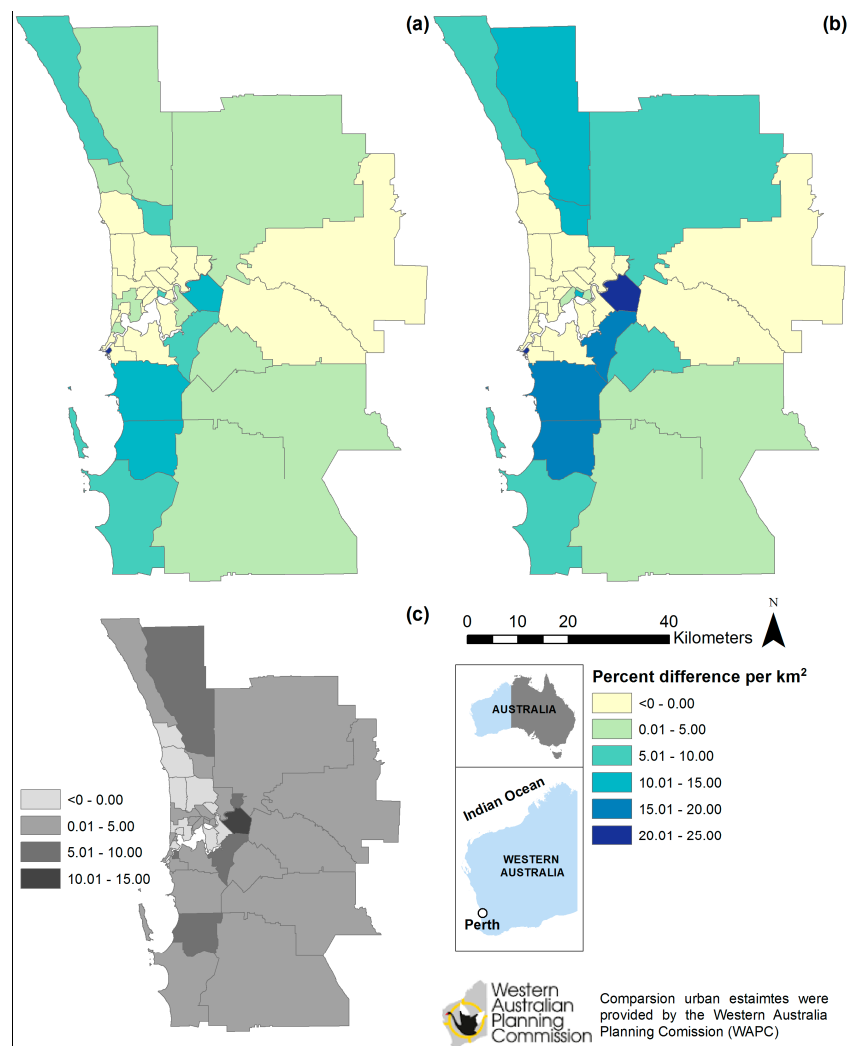 (a)
(b)
(c)
N
0 10 20 40
Kilometers
AUSTRALIA
Indian Ocean
WESTERN
AUSTRALIA
Perth
Percent difference per km2
<0 - 0.00
0.01 - 5.00
5.01 - 10.00
10.01 - 15.00
15.01 - 20.00
20.01 - 25.00
<0 - 0.00
0.01 - 5.00
5.01 - 10.00
10.01 - 15.00
Western
Australian
Planning
Commission
Comparsion urban estaimtes were
provided by the Western Australia
Planning Comission (WAPC)